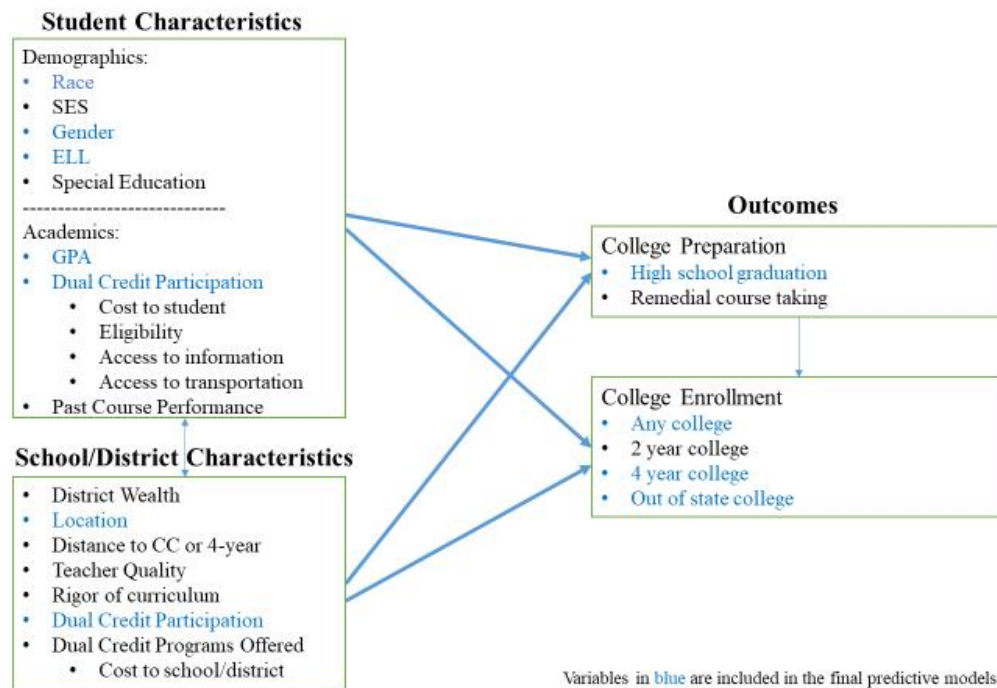 Student Characteristics
Demographics:
• Race
• SES
• Gender
• ELL
• Special Education
----------------------------
Academics:
• GPA
• Dual Credit Participation
• Cost to student
• Eligibility
• Access to information
• Access to transportation
• Past Course Performance
School/District Characteristics
• District Wealth
• Location
• Distance to CC or 4-year
• Teacher Quality
• Rigor of curriculum
• Dual Credit Participation
• Dual Credit Programs Offered
• Cost to school/district
Outcomes
College Preparation
• High school graduation
• Remedial course taking
College Enrollment
• Any college
• 2 year college
• 4 year college
• Out of state college
Variables in blue are included in the final predictive models